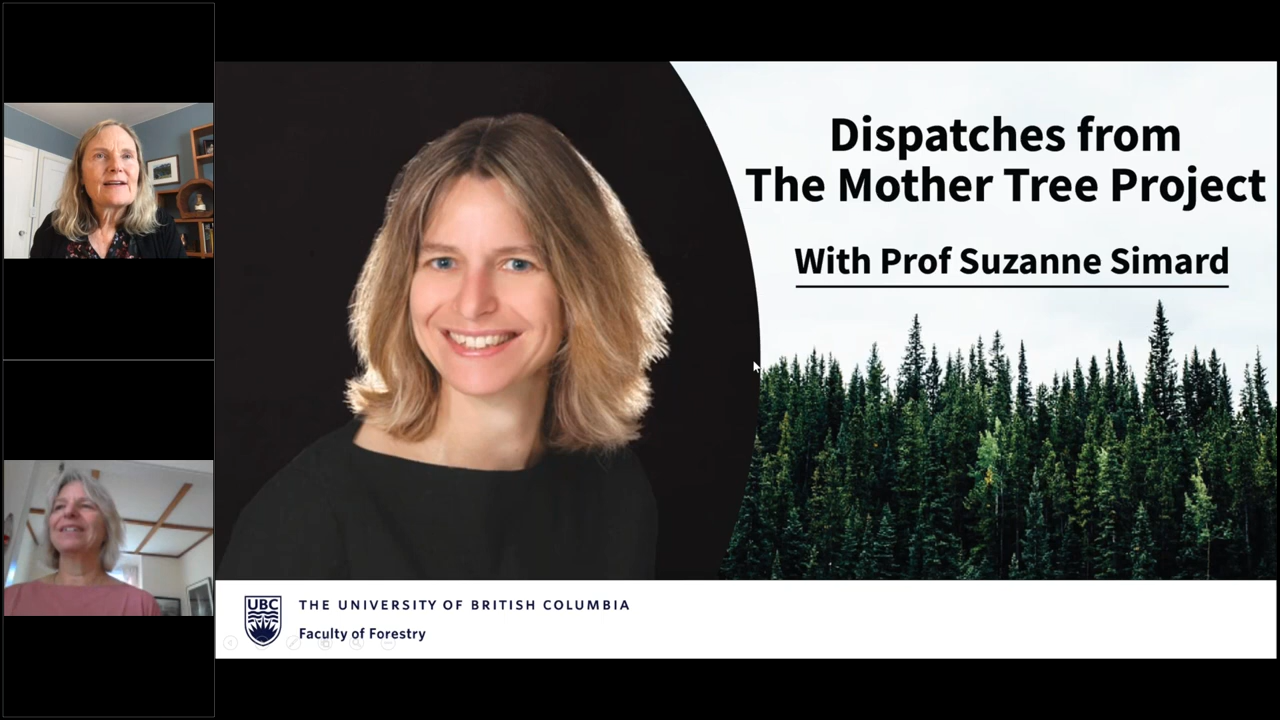 Dispatches from
The Mother Tree Project
With Prof Suzanne Simard
UBC
THE UNIVERSITY OF BRITISH COLUMBIA
Faculty of Forestry